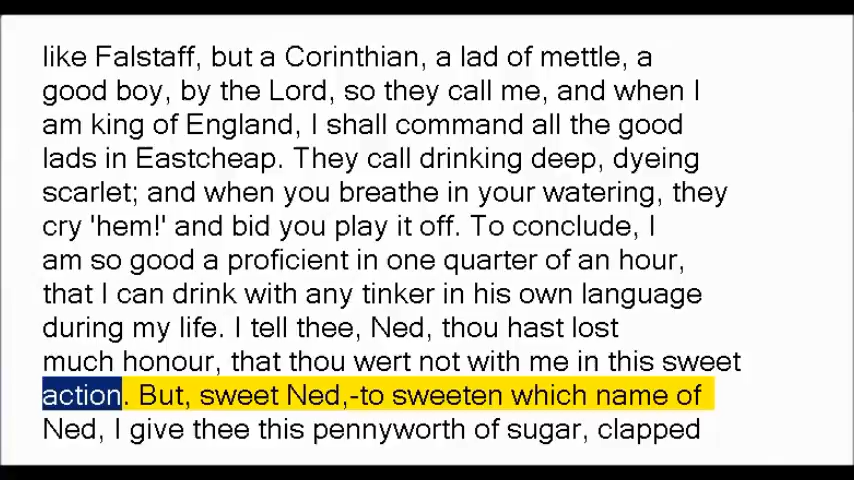 like Falstaff, but a Corinthian, a lad of mettle, a
good boy, by the Lord, so they call me, and when I
am king of England, I shall command all the good
lads in Eastcheap. They call drinking deep, dyeing
scarlet; and when you breathe in your watering, they
cry 'hem!' and bid you play it off. To conclude, I
am so good a proficient in one quarter of an hour,
that I can drink with any tinker in his own language
during my life. I tell thee, Ned, thou hast lost
much honour, that thou wert not with me in this sweet
action. But, sweet Ned,-to sweeten which name of
Ned, I give thee this pennyworth of sugar, clapped